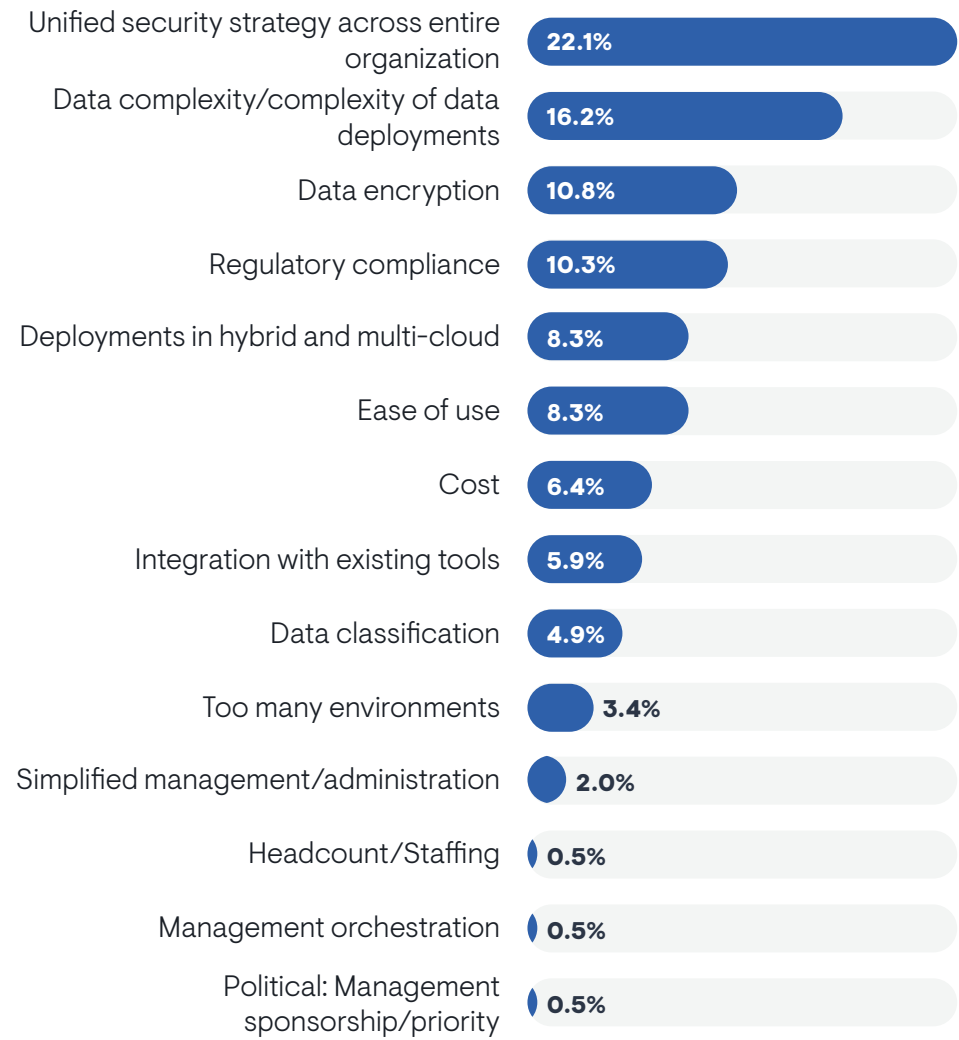 Unified security strategy across entire
organization
22.1%
Data complexity/complexity of data
deployments
16.2%
Data encryption
10.8%
Regulatory compliance
10.3%
Deployments in hybrid and multi-cloud
8.3%
Ease of use
8.3%
Cost
6.4%
Integration with existing tools
5.9%
Data classification
4.9%
Too many environments
3.4%
Simplified management/administration
2.0%
Headcount/Staffing
0.5%
Management orchestration
0.5%
Political: Management
sponsorship/priority
0.5%